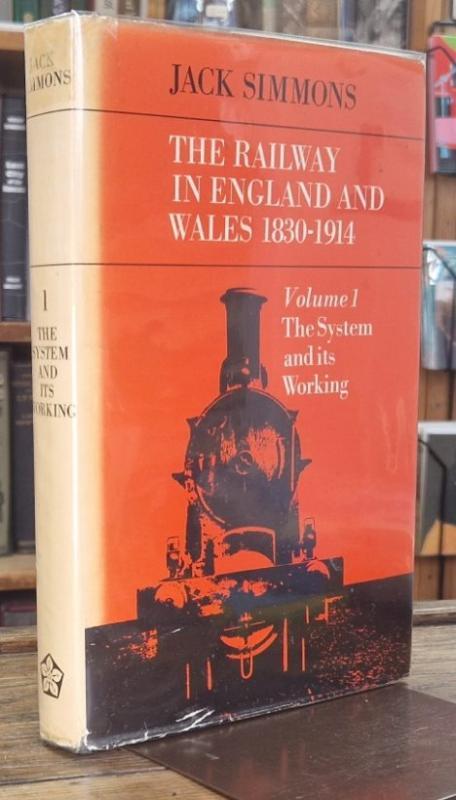 JACK
SIMMONS
1
THE
SYSTEM
AND
ITS
WORKING
JACK SIMMONS
THE RAILWAY
IN ENGLAND AND
WALES 1830-1914
Volume 1
The System
and its
Working